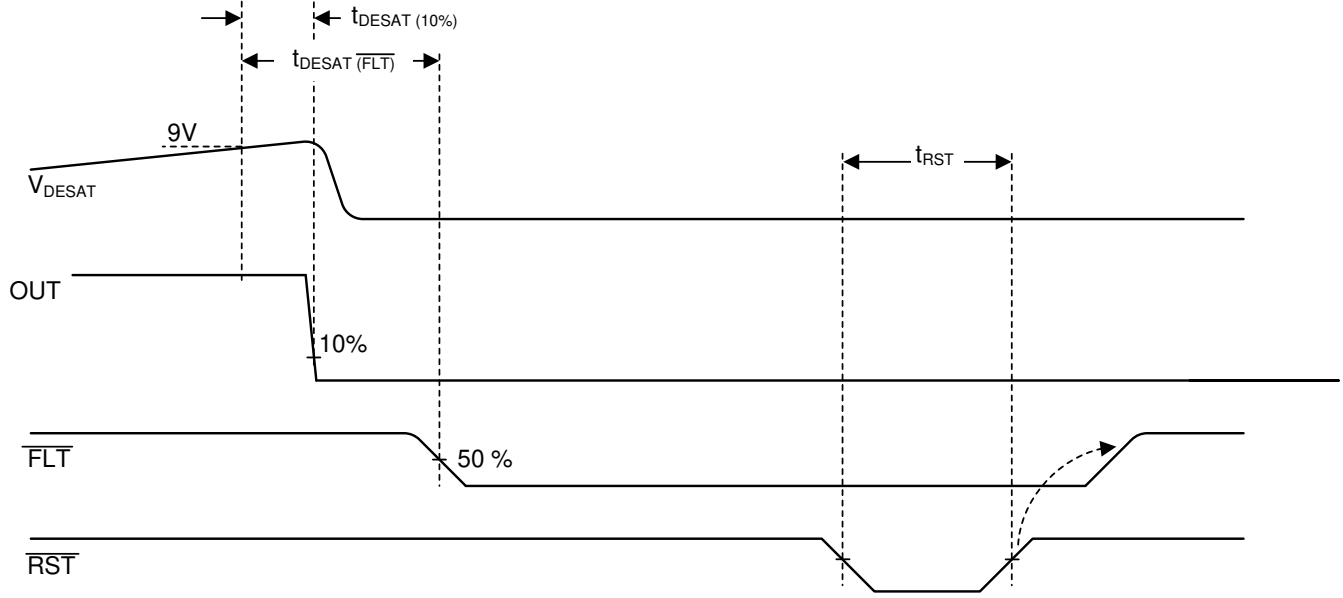 tDESAT (10%)
tDESAT (FLT)
9V
VDESAT
tRST
OUT
10%
FLT
50 %
RST